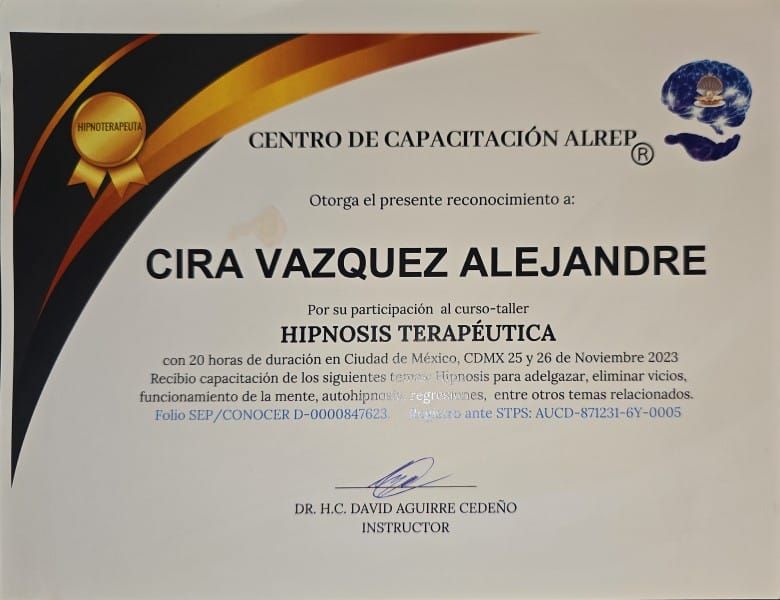 HIPNOTERAPEUTA
CENTRO DE CAPACITACIÓN ALREP
®
Otorga el presente reconocimiento a:
CIRA VAZQUEZ ALEJANDRE
Por su participación al curso-taller
HIPNOSIS TERAPÉUTICA
con 20 horas de duración en Ciudad de México, CDMX 25 y 26 de Noviembre 2023
Recibio capacitación de los siguientes temas: Hipnosis para adelgazar, eliminar vicios,
funcionamiento de la mente, autohipnosis, regresiones, entre otros temas relacionados.
Folio SEP/CONOCER D-0000847623. Registro ante STPS: AUCD-871231-6Y-0005
DR. H.C. DAVID AGUIRRE CEDEÑO
INSTRUCTOR